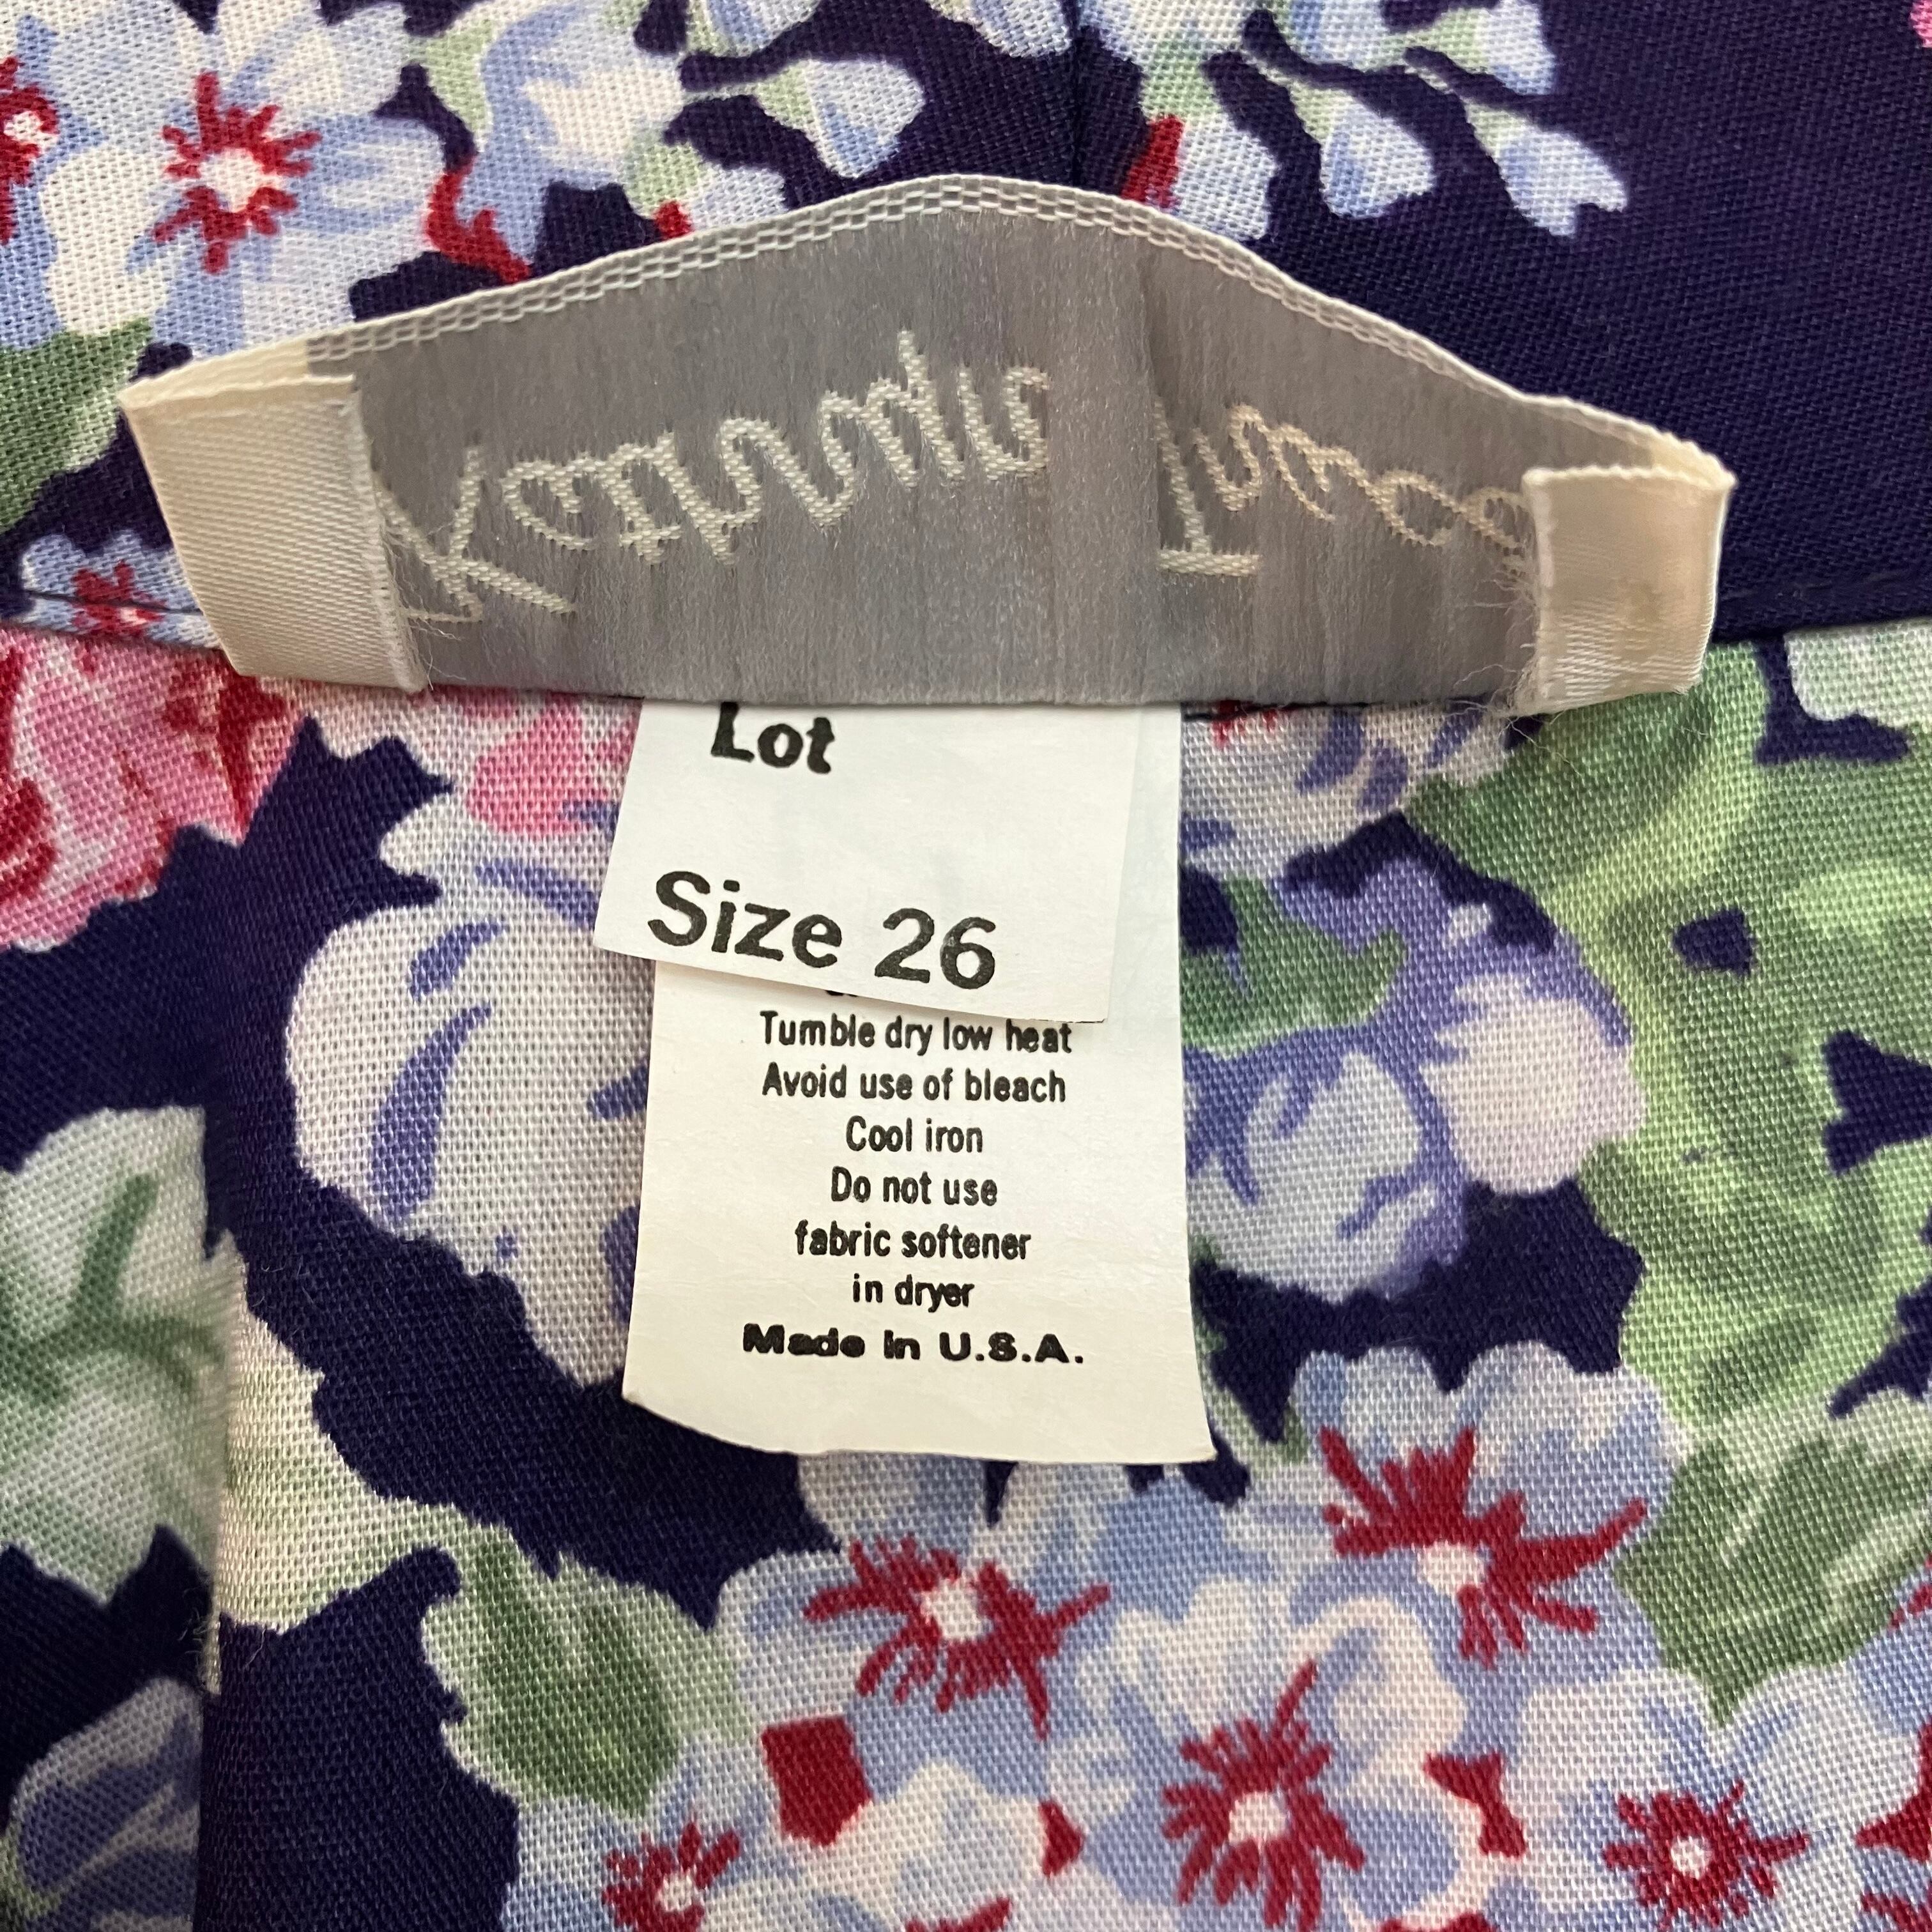 Lot
Size 26
Tumble dry low heat
Avoid use of bleach
Cool iron
Do not use
fabric softener
in dryer
Made in U.S.A.